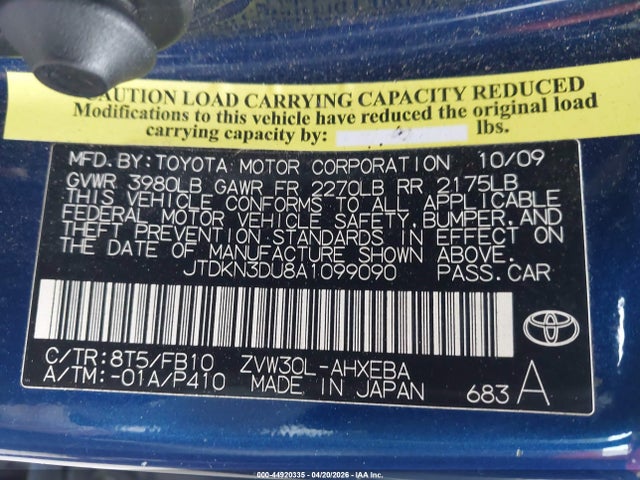 CAUTION LOAD CARRYING CAPACITY REDUCED
Modifications to this vehicle have reduced the original load
carrying capacity by: lbs.
MFD.BY:TOYOTA MOTOR CORPORATION 10/09
GVWR 3980LB GAWR FR 2270LB RR 2175LB
THIS VEHICLE CONFORMS TO ALL APPLICABLE
FEDERAL MOTOR VEHICLE SAFETY,BUMPER,AND
THEFT PREVENTION STANDARDS IN EFFECT ON
THE DATE OF MANUFACTURE SHOWN ABOVE.
JTDKN3DU8A1099090 PASS.CAR
C/TR:8T5/FB10 ZVW30L-AHXEBA
A/TM:-01A/P410 MADE IN JAPAN 683 A
TOYOTA
000-44920335 - 04/20/2026 - IAA Inc.